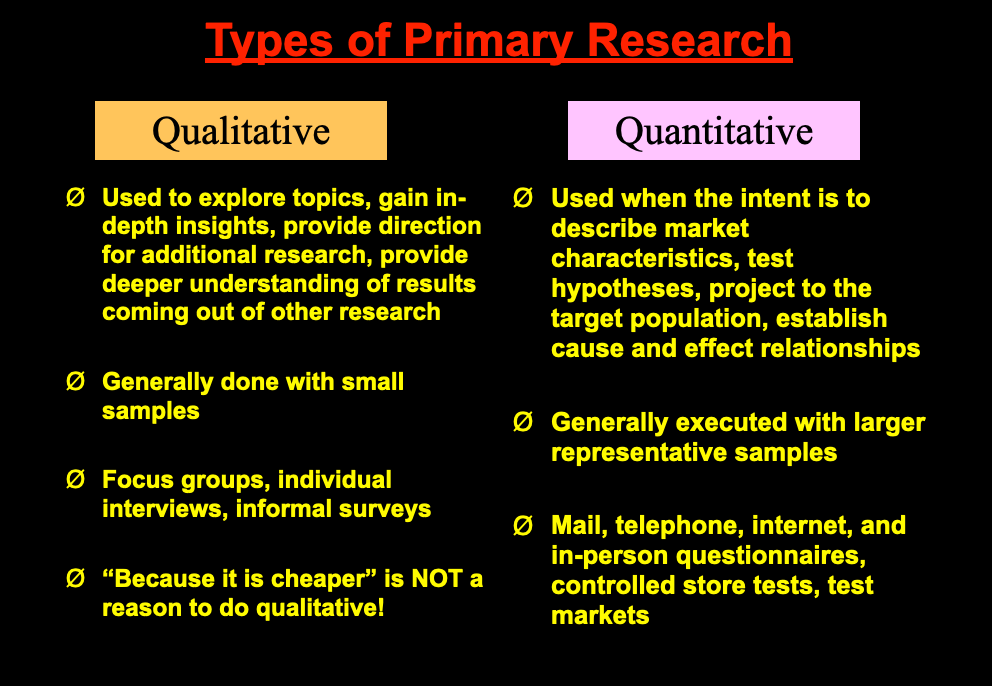 Types of Primary Research
Qualitative
Ø Used to explore topics, gain in-
depth insights, provide direction
for additional research, provide
deeper understanding of results
coming out of other research
Ø Generally done with small
samples
Ø Focus groups, individual
interviews, informal surveys
Ø “Because it is cheaper” is NOT a
reason to do qualitative!
Quantitative
Ø Used when the intent is to
describe market
characteristics, test
hypotheses, project to the
target population, establish
cause and effect relationships
Ø Generally executed with larger
representative samples
Ø Mail, telephone, internet, and
in-person questionnaires,
controlled store tests, test
markets